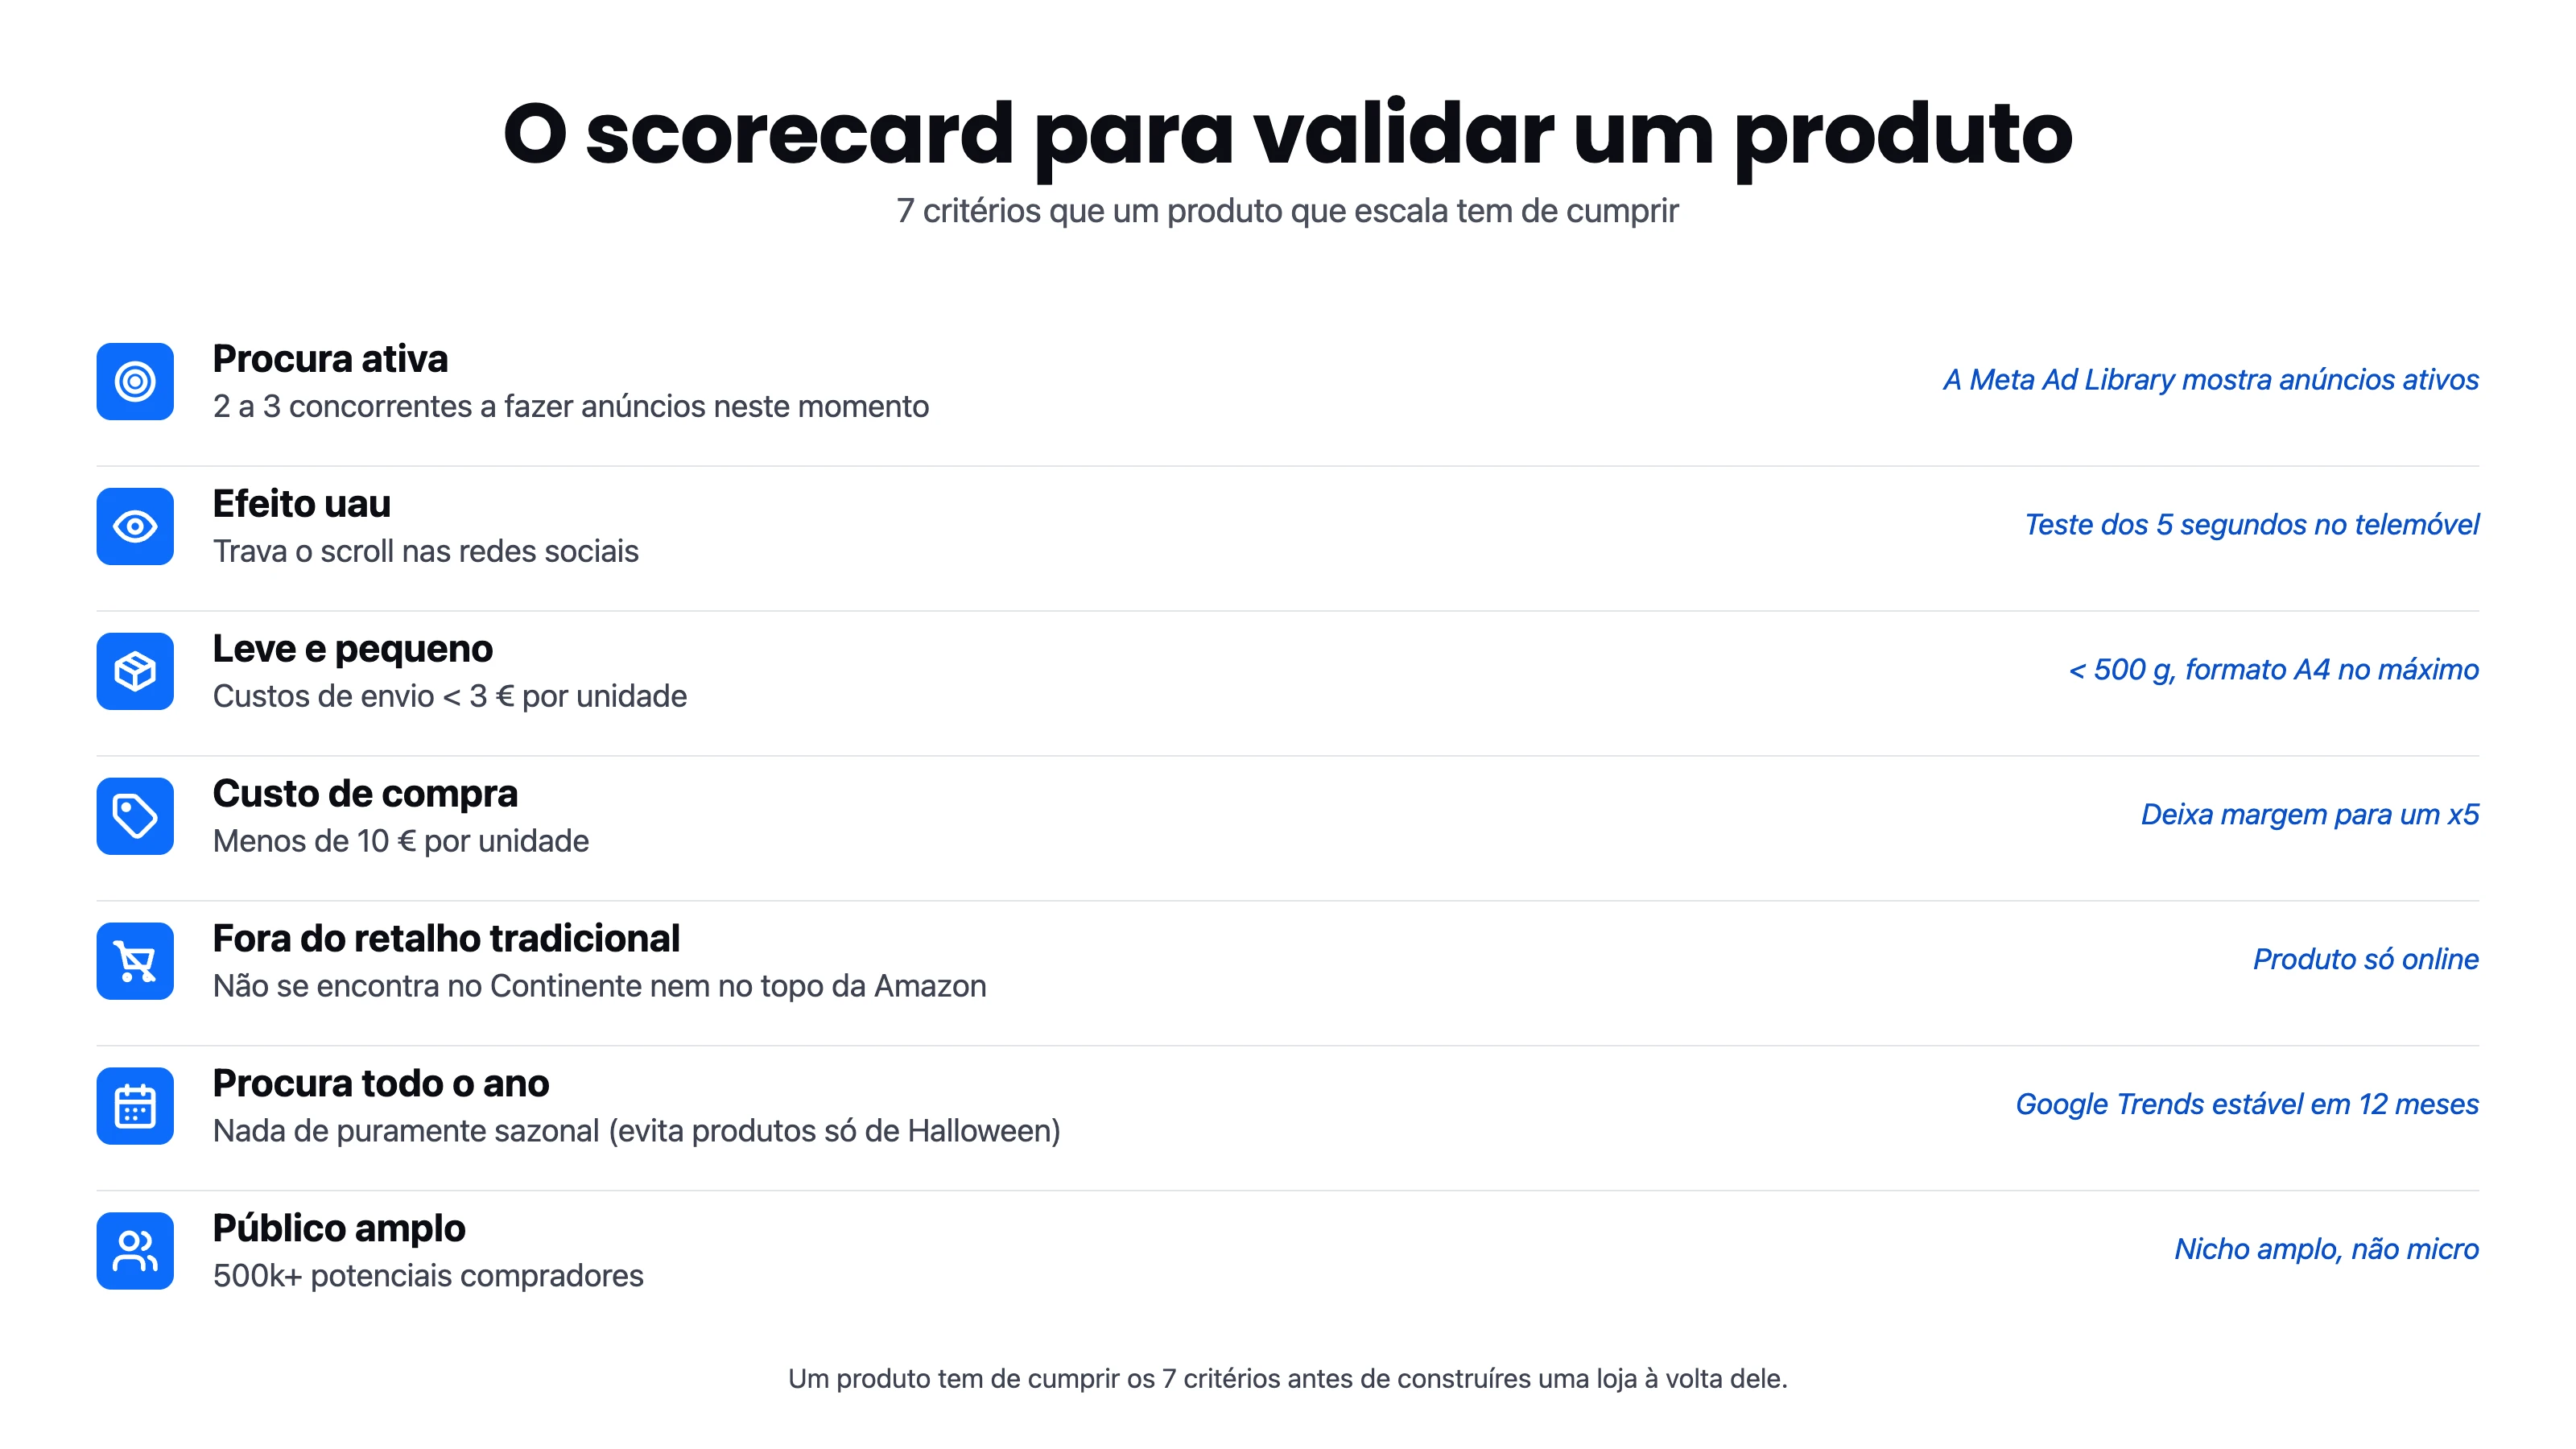 O scorecard para validar um produto
7 critérios que um produto que escala tem de cumprir
Procura ativa
2 a 3 concorrentes a fazer anúncios neste momento
A Meta Ad Library mostra anúncios ativos
Efeito uau
Trava o scroll nas redes sociais
Teste dos 5 segundos no telemóvel
Leve e pequeno
Custos de envio < 3 € por unidade
< 500 g, formato A4 no máximo
Custo de compra
Menos de 10 € por unidade
Deixa margem para um x5
Fora do retalho tradicional
Não se encontra no Continente nem no topo da Amazon
Produto só online
Procura todo o ano
Nada de puramente sazonal (evita produtos só de Halloween)
Google Trends estável em 12 meses
Público amplo
500k+ potenciais compradores
Nicho amplo, não micro
Um produto tem de cumprir os 7 critérios antes de construíres uma loja à volta dele.